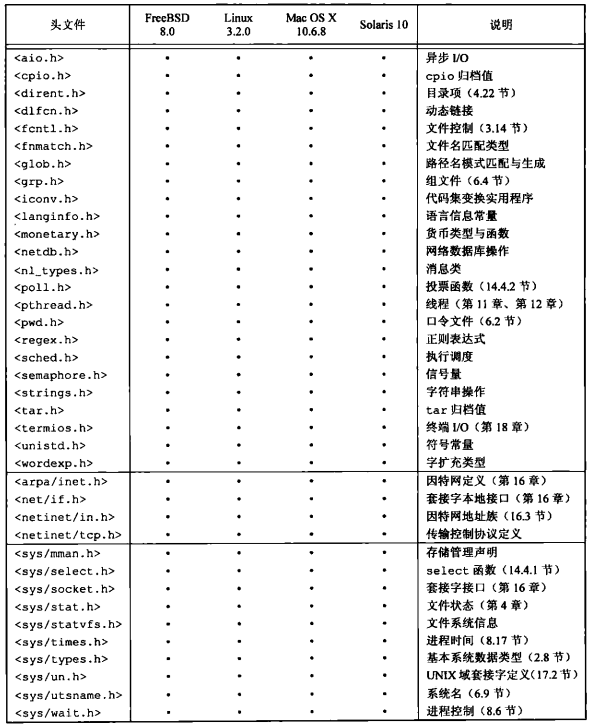 头文件 FreeBSD 8.0 Linux 3.2.0 Mac OS X 10.6.8 Solaris 10 说明
<aio.h> • • • • 异步 I/O
<cpio.h> • • • • cpio 归档值
<dirent.h> • • • • 目录项（4.22 节）
<dlfcn.h> • • • • 动态链接
<fcntl.h> • • • • 文件控制（3.14 节）
<fnmatch.h> • • • • 文件名匹配类型
<glob.h> • • • • 路径名模式匹配与生成
<grp.h> • • • • 组文件（6.4 节）
<iconv.h> • • • • 代码集变换实用程序
<langinfo.h> • • • • 语言信息常量
<monetary.h> • • • • 货币类型与函数
<netdb.h> • • • • 网络数据库操作
<nl_types.h> • • • • 消息类
<poll.h> • • • • 投票函数（14.4.2 节）
<pthread.h> • • • • 线程（第 11 章、第 12 章）
<pwd.h> • • • • 口令文件（6.2 节）
<regex.h> • • • • 正则表达式
<sched.h> • • • • 执行调度
<semaphore.h> • • • • 信号量
<strings.h> • • • • 字符串操作
<tar.h> • • • • tar 归档值
<termios.h> • • • • 终端 I/O（第 18 章）
<unistd.h> • • • • 符号常量
<wordexp.h> • • • • 字扩充类型
<arpa/inet.h> • • • • 因特网定义（第 16 章）
<net/if.h> • • • • 套接字本地接口（第 16 章）
<netinet/in.h> • • • • 因特网地址族（16.3 节）
<netinet/tcp.h> • • • • 传输控制协议定义
<sys/mman.h> • • • • 存储管理声明
<sys/select.h> • • • • select 函数（14.4.1 节）
<sys/socket.h> • • • • 套接字接口（第 16 章）
<sys/stat.h> • • • • 文件状态（第 4 章）
<sys/statvfs.h> • • • • 文件系统信息
<sys/times.h> • • • • 进程时间（8.17 节）
<sys/types.h> • • • • 基本系统数据类型（2.8 节）
<sys/un.h> • • • • UNIX 域套接字定义（17.2 节）
<sys/utsname.h> • • • • 系统名（6.9 节）
<sys/wait.h> • • • • 进程控制（8.6 节）